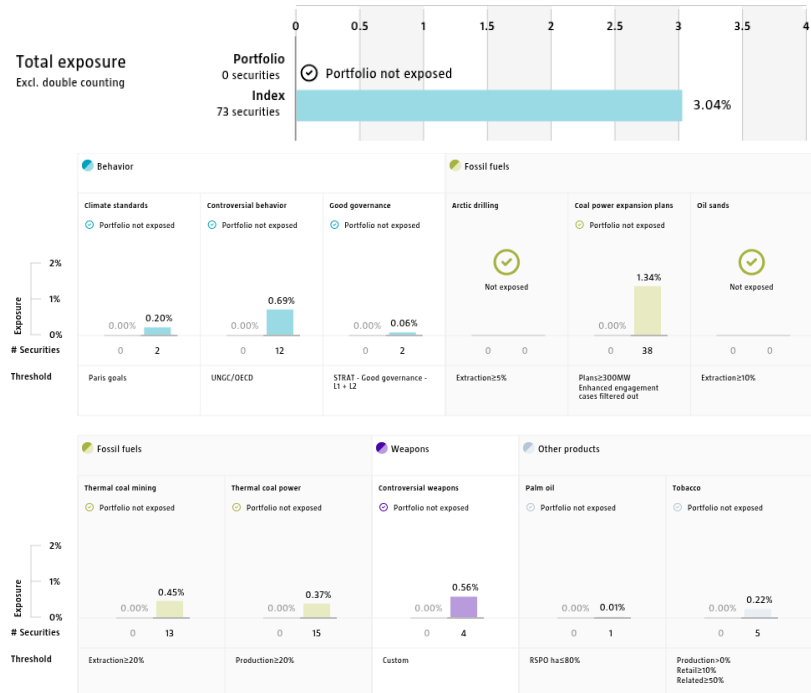 0 0.5 1 1.5 2 2.5 3 3.5 4
Total exposure
Excl. double counting
Portfolio
0 securities
Portfolio not exposed
Index
73 securities
3.04%
Behavior
Fossil fuels
Climate standards
Controversial behavior
Good governance
Arctic drilling
Coal power expansion plans
Oil sands
Portfolio not exposed
Portfolio not exposed
Portfolio not exposed
Not exposed
Portfolio not exposed
Not exposed
Exposure
2%
1%
0%
0.00% 0.20%
0.00% 0.69%
0.00% 0.06%
0.00% 1.34%
# Securities
0 2
0 12
0 2
0 0
0 38
0 0
Threshold
Paris goals
UNGC/OECD
STRAT - Good governance -
L1 + L2
Extraction≥5%
Plans≥300MW
Enhanced engagement
cases filtered out
Extraction≥10%
Fossil fuels
Weapons
Other products
Thermal coal mining
Thermal coal power
Controversial weapons
Palm oil
Tobacco
Portfolio not exposed
Portfolio not exposed
Portfolio not exposed
Portfolio not exposed
Portfolio not exposed
Exposure
2%
1%
0%
0.00% 0.45%
0.00% 0.37%
0.00% 0.56%
0.00% 0.01%
0.00% 0.22%
# Securities
0 13
0 15
0 4
0 1
0 5
Threshold
Extraction≥20%
Production≥20%
Custom
RSPO ha≤80%
Production>0%
Retail≥10%
Related≥50%